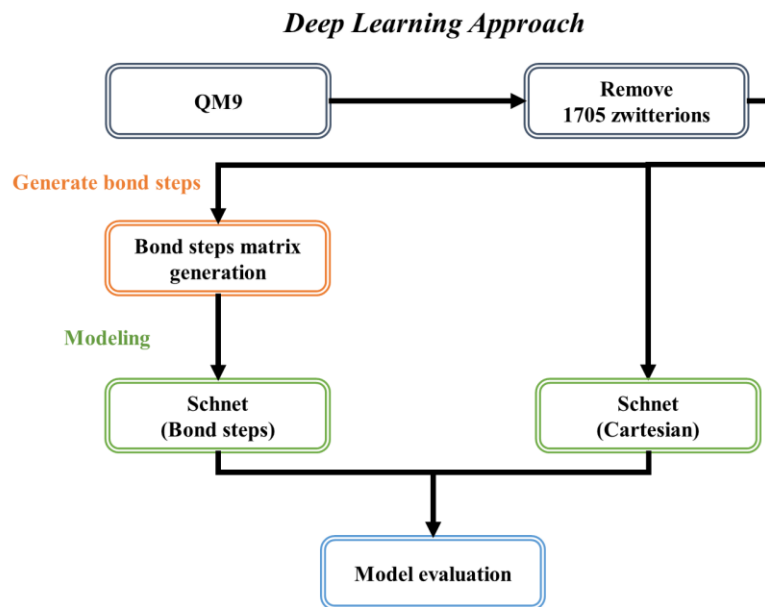 Deep Learning Approach
QM9
Remove
1705 zwitterions
Generate bond steps
Bond steps matrix
generation
Modeling
Schnet
(Bond steps)
Schnet
(Cartesian)
Model evaluation